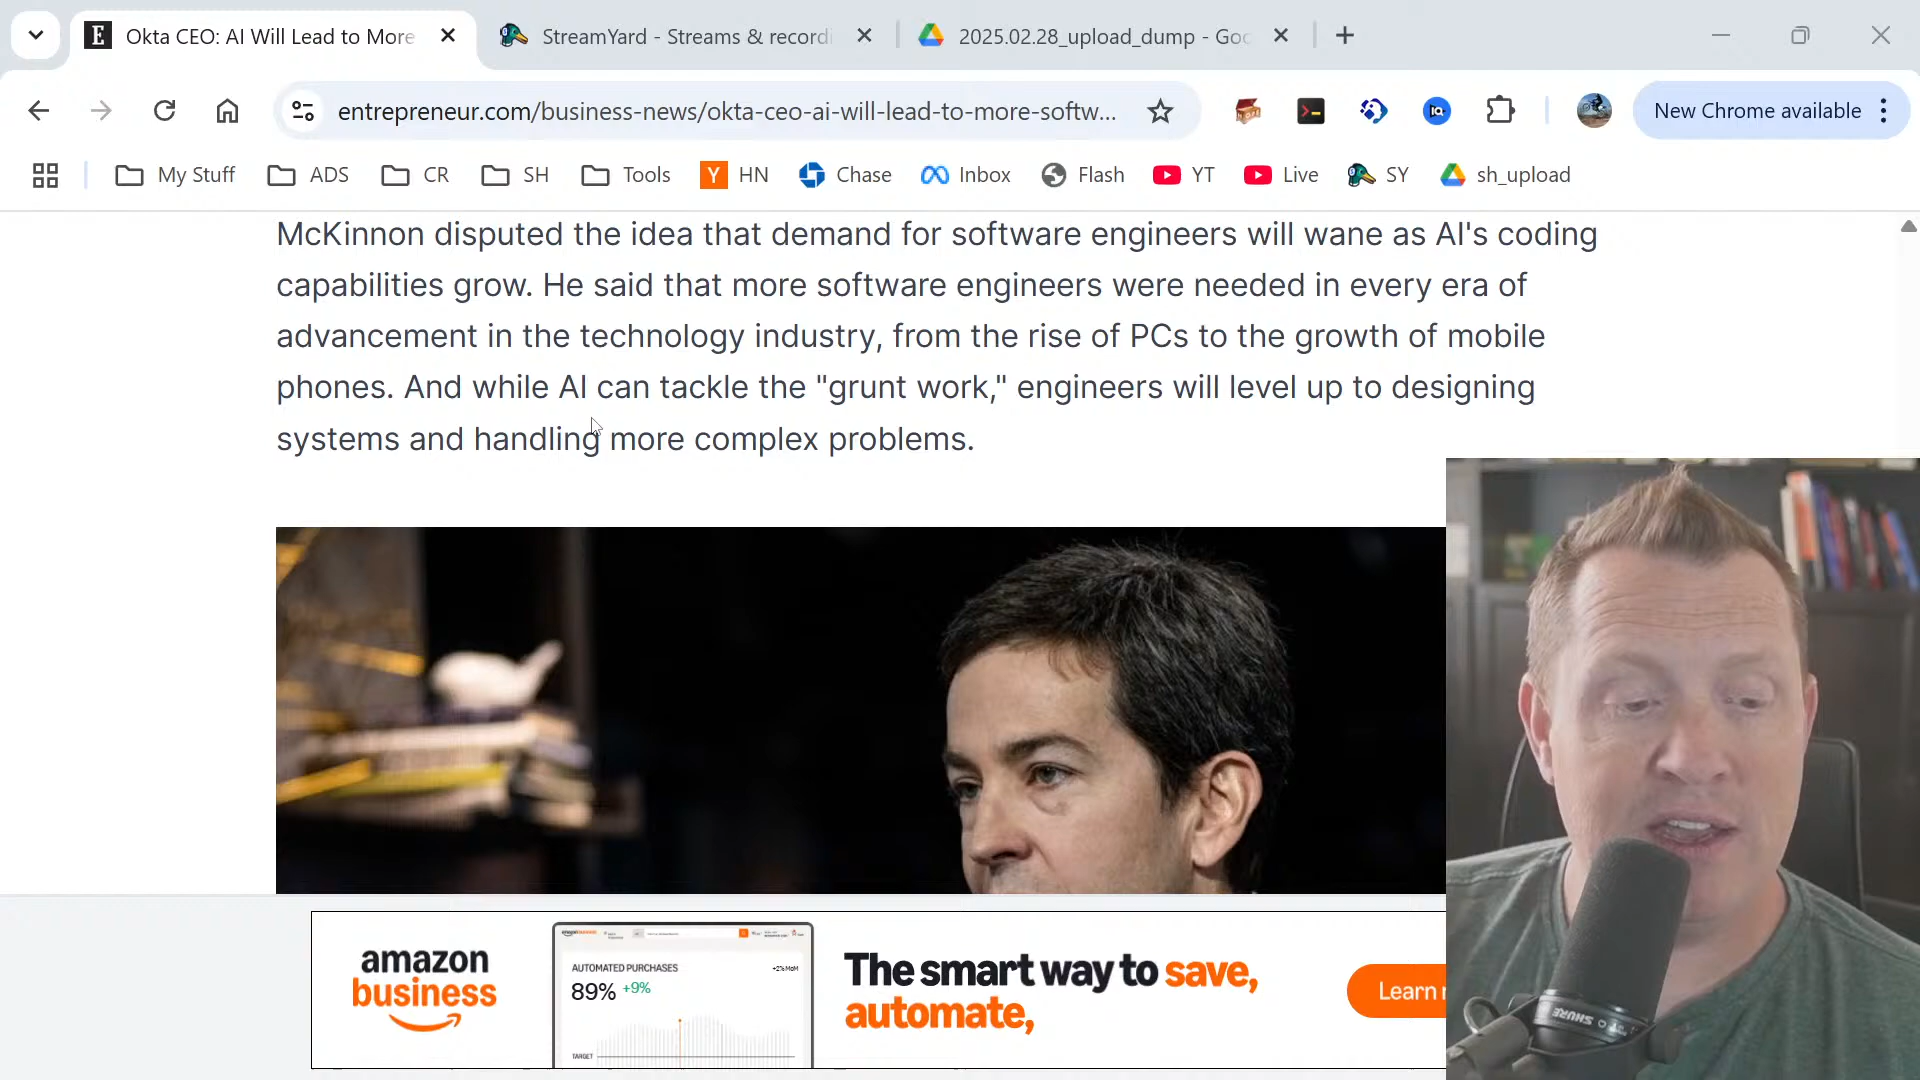 E Okta CEO: AI Will Lead to More
StreamYard - Streams & recordi
2025.02.28_upload_dump - Goo
entrepreneur.com/business-news/okta-ceo-ai-will-lead-to-more-softw...
New Chrome available
My Stuff
ADS
CR
SH
Tools
Y HN
Chase
Inbox
Flash
YT
Live
SY
sh_upload
McKinnon disputed the idea that demand for software engineers will wane as AI's coding
capabilities grow. He said that more software engineers were needed in every era of
advancement in the technology industry, from the rise of PCs to the growth of mobile
phones. And while AI can tackle the "grunt work," engineers will level up to designing
systems and handling more complex problems.
amazon
business
AUTOMATED PURCHASES
+2% MoM
89% +9%
TARGET
The smart way to save,
automate,
Learn
SHURE